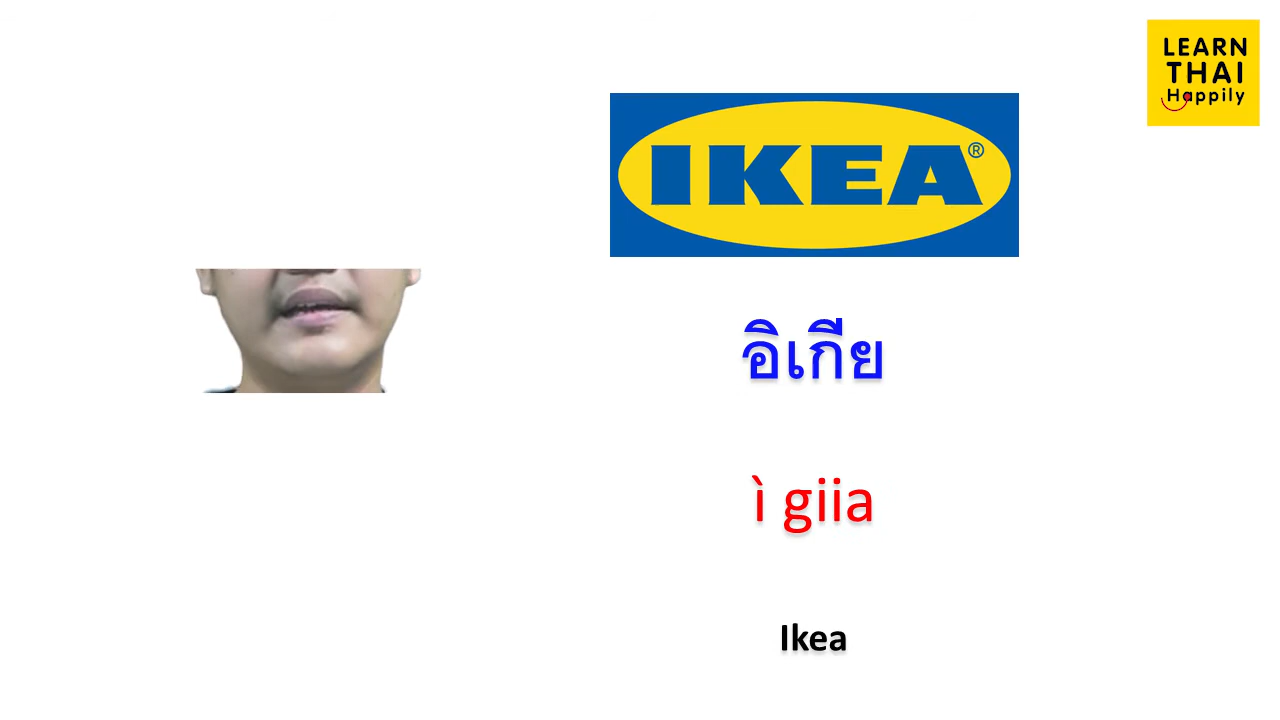 LEARN
THAI
Happily
IKEA®
อิเกีย
ì giia
Ikea